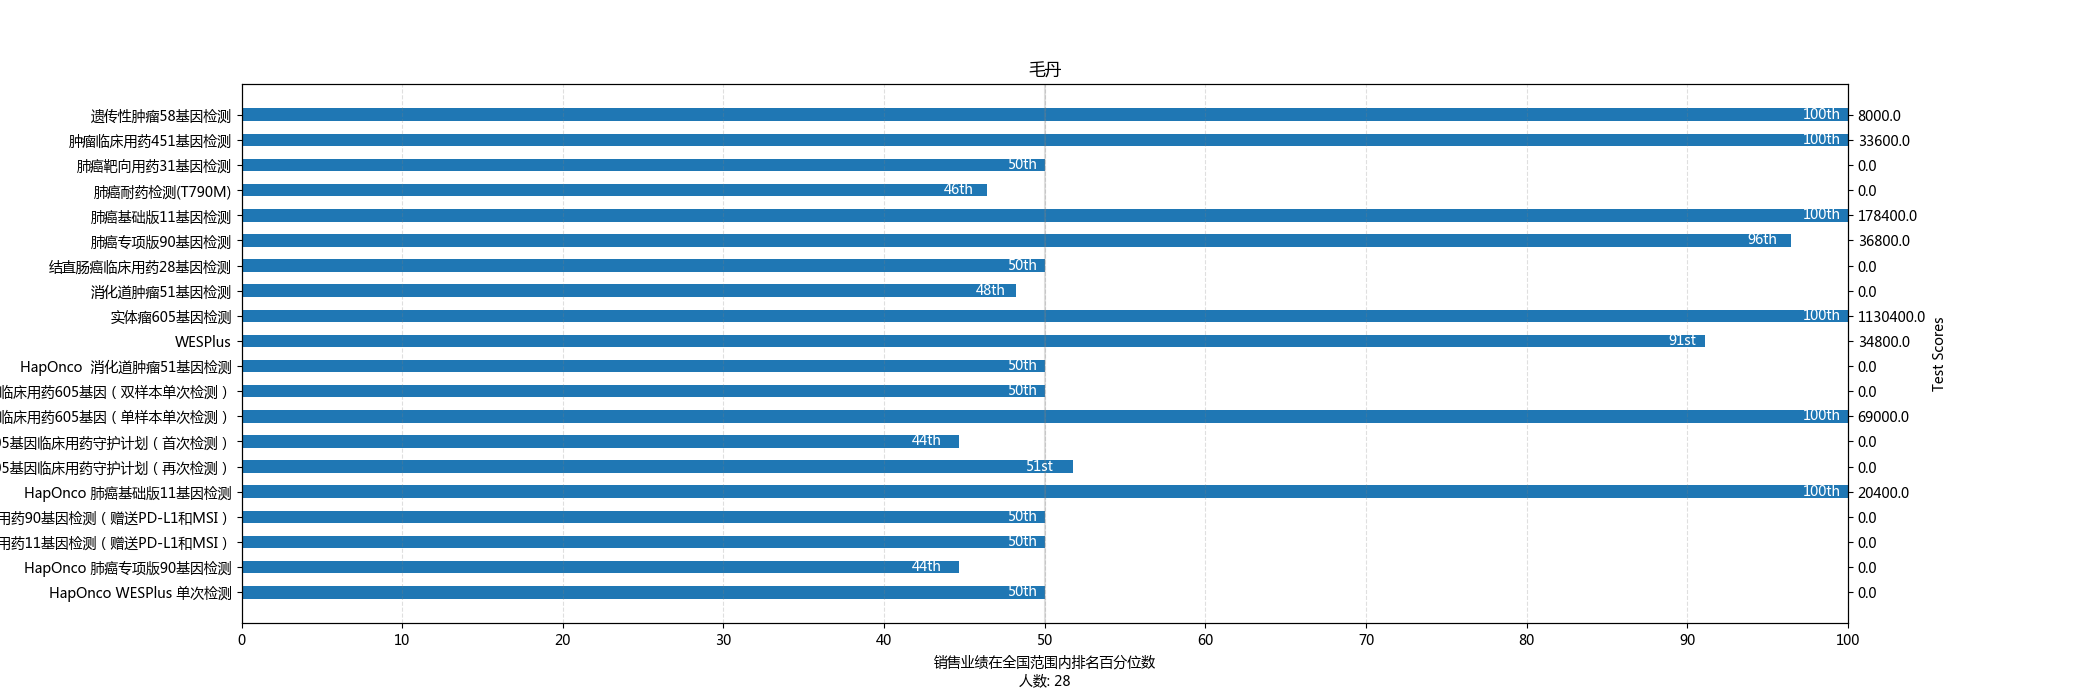 毛丹
遗传性肿瘤58基因检测 100th 8000.0
肿瘤临床用药451基因检测 100th 33600.0
肺癌靶向用药31基因检测 50th 0.0
肺癌耐药检测(T790M) 46th 0.0
肺癌基础版11基因检测 100th 178400.0
肺癌专项版90基因检测 96th 36800.0
结直肠癌临床用药28基因检测 50th 0.0
消化道肿瘤51基因检测 48th 0.0
实体瘤605基因检测 100th 1130400.0
WESPlus 91st 34800.0
HapOnco 消化道肿瘤51基因检测 50th 0.0
临床用药605基因（双样本单次检测） 50th 0.0
临床用药605基因（单样本单次检测） 100th 69000.0
5基因临床用药守护计划（首次检测） 44th 0.0
5基因临床用药守护计划（再次检测） 51st 0.0
HapOnco 肺癌基础版11基因检测 100th 20400.0
用药90基因检测（赠送PD-L1和MSI） 50th 0.0
用药11基因检测（赠送PD-L1和MSI） 50th 0.0
HapOnco 肺癌专项版90基因检测 44th 0.0
HapOnco WESPlus 单次检测 50th 0.0
Test Scores
0 10 20 30 40 50 60 70 80 90 100
销售业绩在全国范围内排名百分位数
人数: 28